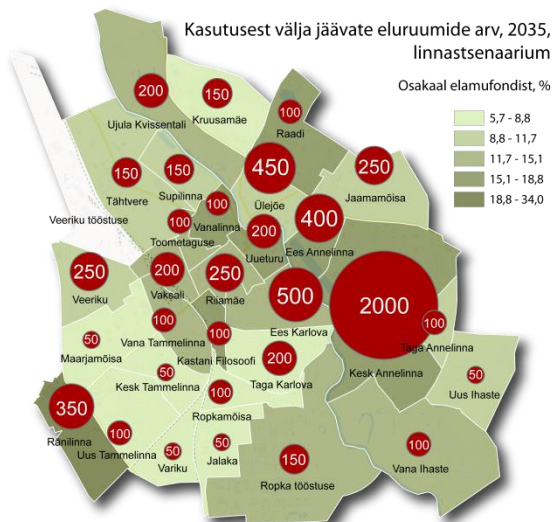 Kasutusest välja jäävate eluruumide arv, 2035,
linnastsenaarium
Osakaal elamufondist, %
5,7 - 8,8
8,8 - 11,7
11,7 - 15,1
15,1 - 18,8
18,8 - 34,0
200
Ujula Kvissentali
150
Kruusamäe
100
Raadi
450
Ülejõe
250
Jaamamõisa
150
Tähtvere
150
Supilinna
Veeriku tööstuse
100
Toometaguse
100
Vanalinna
200
Uueturu
400
Ees Annelinna
250
Veeriku
200
Vaksali
250
Riiamäe
500
Ees Karlova
2000
Kesk Annelinna
100
Taga Annelinna
50
Maarjamõisa
100
Vana Tammelinna
100
Kastani Filosoofi
200
Taga Karlova
50
Kesk Tammelinna
100
Ropkamõisa
50
Uus Ihaste
350
Ränilinna
100
Uus Tammelinna
50
Variku
50
Jalaka
150
Ropka tööstuse
100
Vana Ihaste